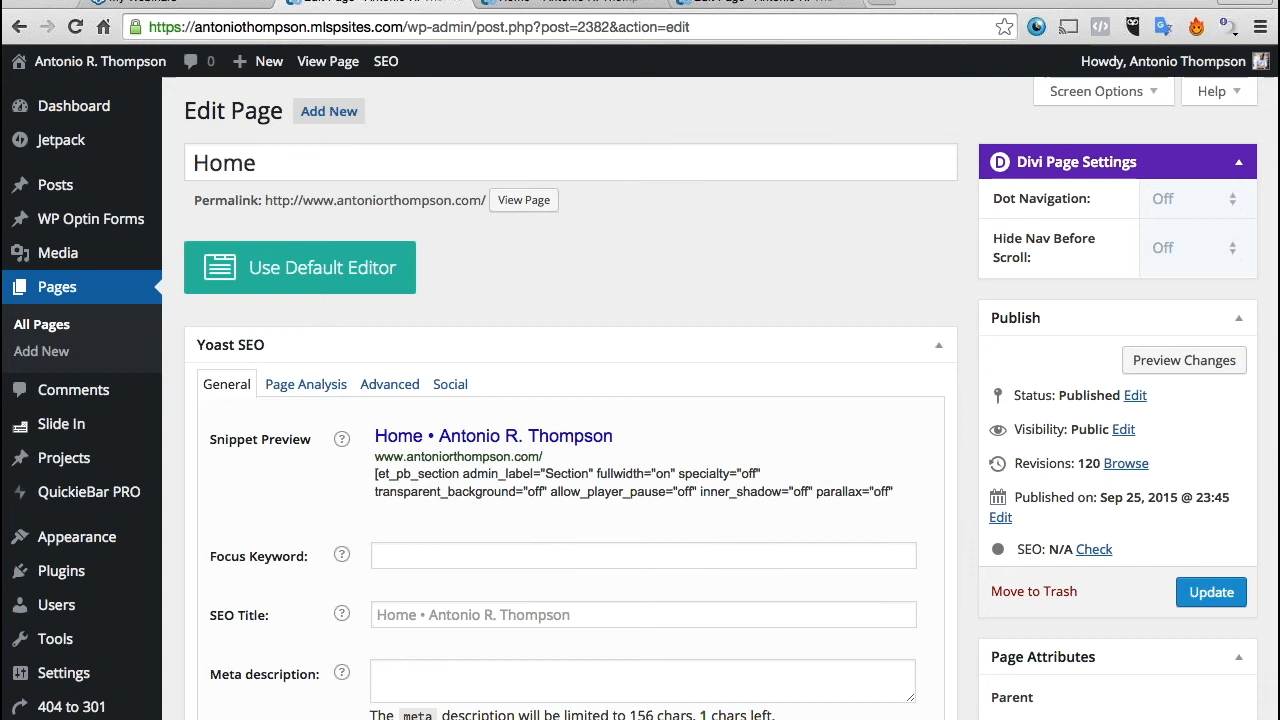 https://antoniothompson.mlspsites.com/wp-admin/post.php?post=2382&action=edit
Antonio R. Thompson 0 New View Page SEO Howdy, Antonio Thompson
Screen Options Help
Dashboard
Jetpack
Posts
WP Optin Forms
Media
Pages
All Pages
Add New
Comments
Slide In
Projects
QuickieBar PRO
Appearance
Plugins
Users
Tools
Settings
404 to 301
Edit Page Add New
Home
Permalink: http://www.antoniorthompson.com/ View Page
Use Default Editor
Yoast SEO
General Page Analysis Advanced Social
Snippet Preview ? Home • Antonio R. Thompson
www.antoniorthompson.com/
[et_pb_section admin_label="Section" fullwidth="on" specialty="off"
transparent_background="off" allow_player_pause="off" inner_shadow="off" parallax="off"
Focus Keyword: ?
SEO Title: ? Home • Antonio R. Thompson
Meta description: ?
The meta description will be limited to 156 chars, 1 chars left.
D Divi Page Settings
Dot Navigation: Off
Hide Nav Before
Scroll: Off
Publish
Preview Changes
Status: Published Edit
Visibility: Public Edit
Revisions: 120 Browse
Published on: Sep 25, 2015 @ 23:45
Edit
SEO: N/A Check
Move to Trash Update
Page Attributes
Parent